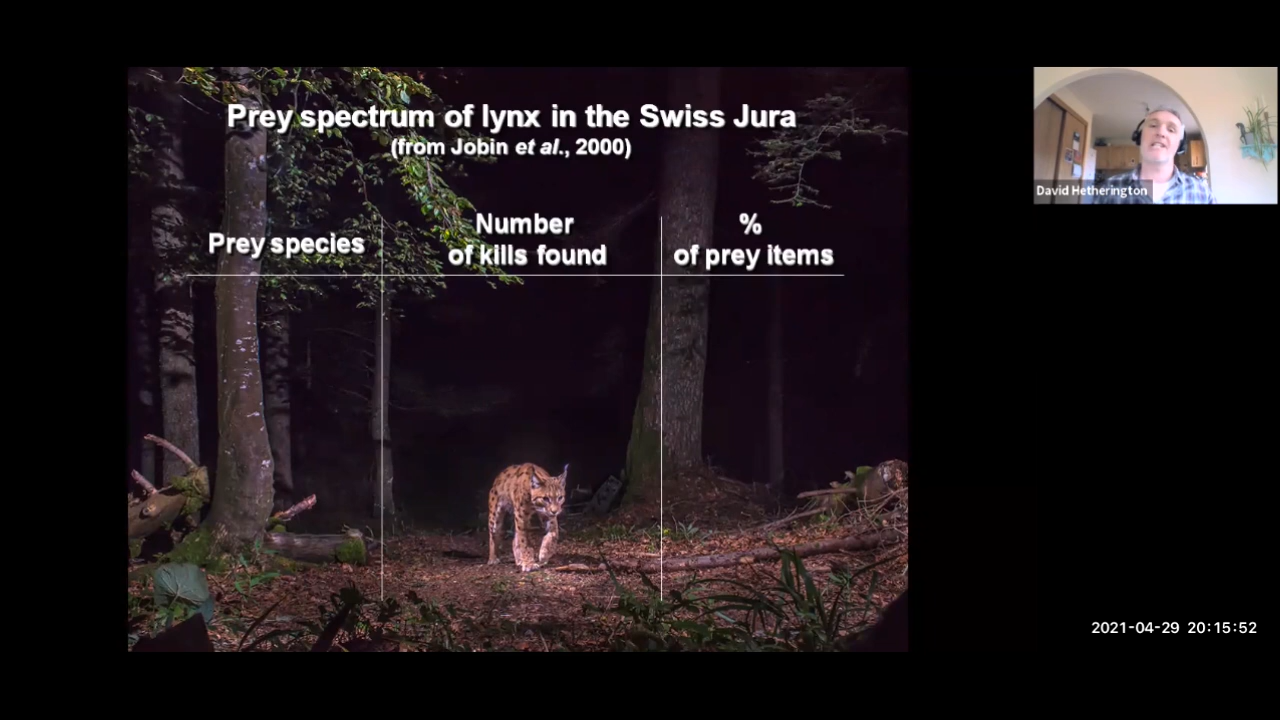 Prey spectrum of lynx in the Swiss Jura
(from Jobin et al., 2000)
Prey species
Number
of kills found
%
of prey items
David Hetherington
2021-04-29 20:15:52